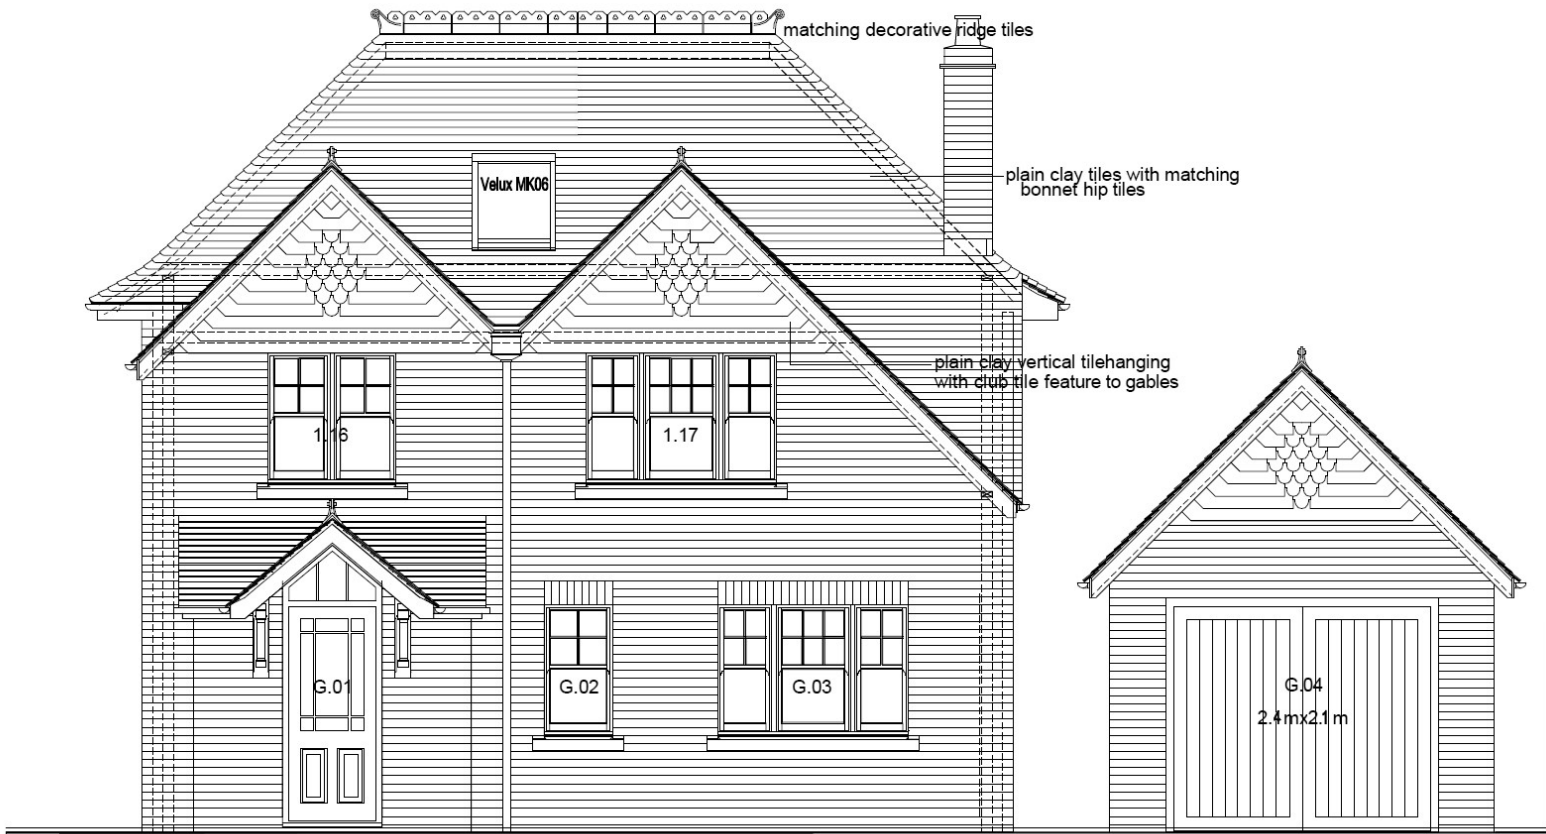 matching decorative ridge tiles
Velux MK06
plain clay tiles with matching
bonnet hip tiles
plain clay vertical tilehanging
with club tile feature to gables
1.16
1.17
G.01
G.02
G.03
G.04
2.4mx2.1m